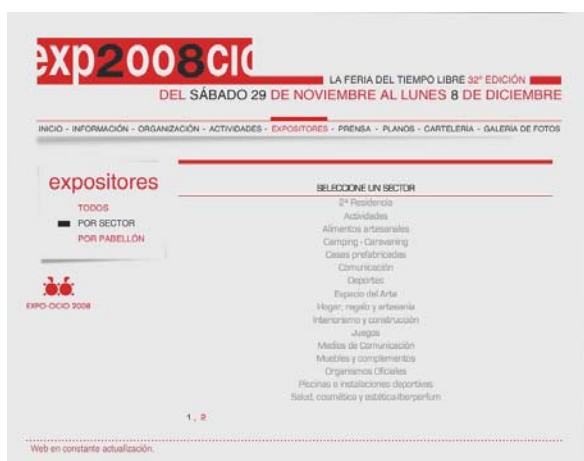 exp2008cio
LA FERIA DEL TIEMPO LIBRE 32ª EDICIÓN
DEL SÁBADO 29 DE NOVIEMBRE AL LUNES 8 DE DICIEMBRE
INICIO - INFORMACIÓN - ORGANIZACIÓN - ACTIVIDADES - EXPOSITORES - PRENSA - PLANOS - CARTELERIA - GALERIA DE FOTOS
expositores
TODOS
POR SECTOR
POR PABELLÓN
EXPO-OCIO 2008
SELECCIONE UN SECTOR
2ª Residencia
Actividades
Alimentos artesanales
Camping - Caravaning
Casas prefabricadas
Comunicación
Deportes
Espacio del Arte
Hogar, regalo y artesanía
Interiorismo y construcción
Juegos
Medios de Comunicación
Muebles y complementos
Organismos Oficiales
Piscinas e instalaciones deportivas
Salud, cosmética y estética-Iberperfum
1, 2
Web en constante actualización.